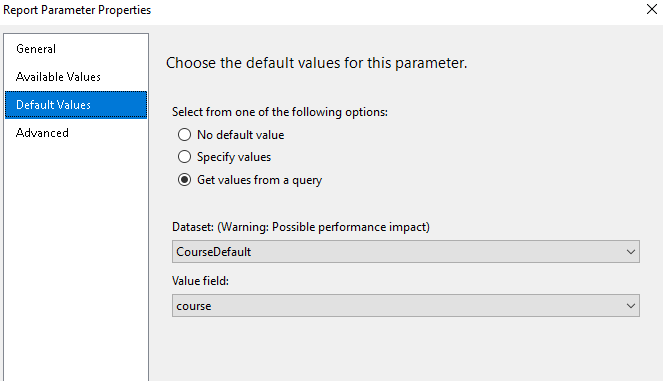 Report Parameter Properties
General
Available Values
Default Values
Advanced
Choose the default values for this parameter.
Select from one of the following options:
No default value
Specify values
Get values from a query
Dataset: (Warning: Possible performance impact)
CourseDefault
Value field:
course